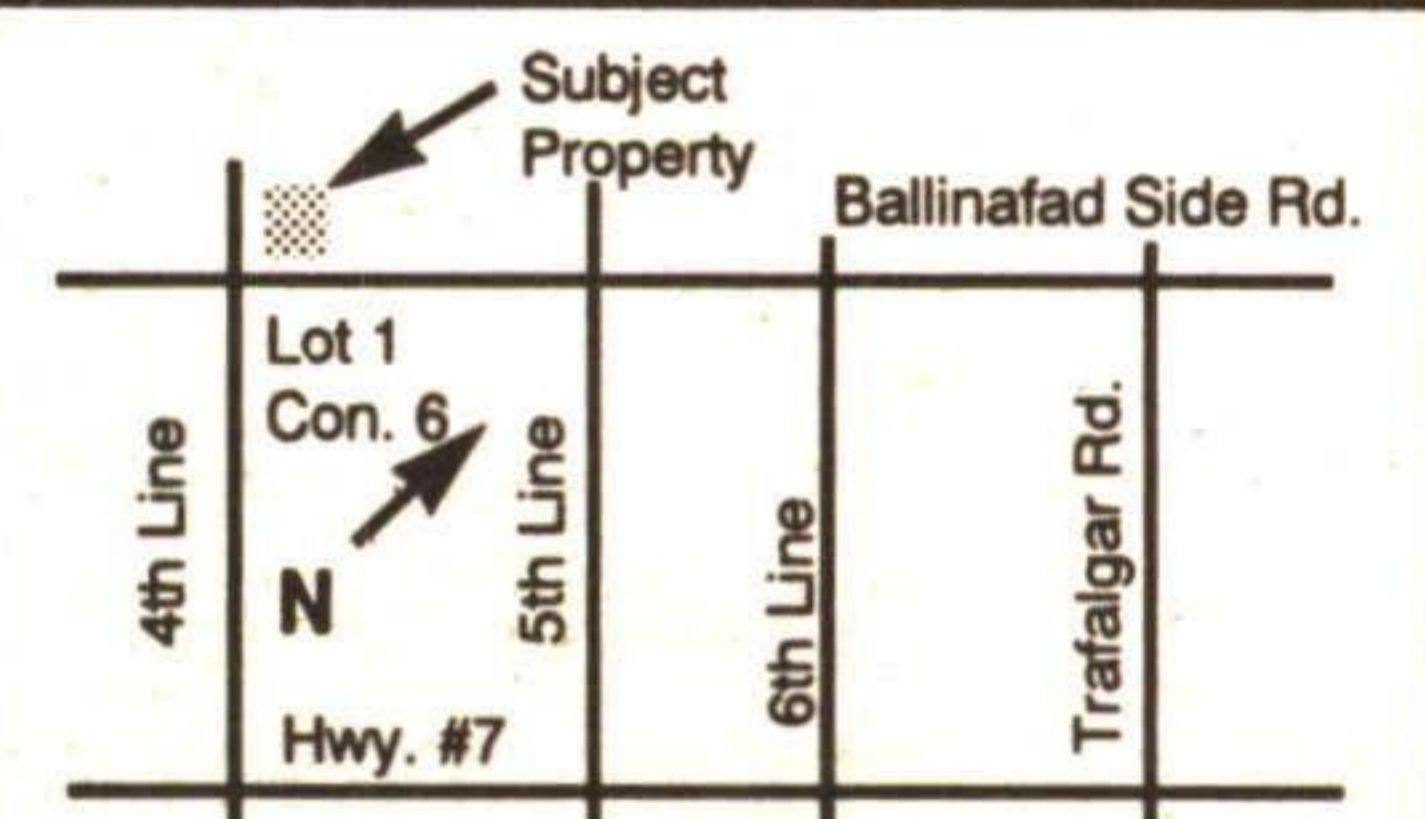 Subject
Property
Ballinafad Side Rd.
Lot 1
Con. 6
4th Line
5th Line
6th Line
Trafalgar Rd.
N
Hwy. #7